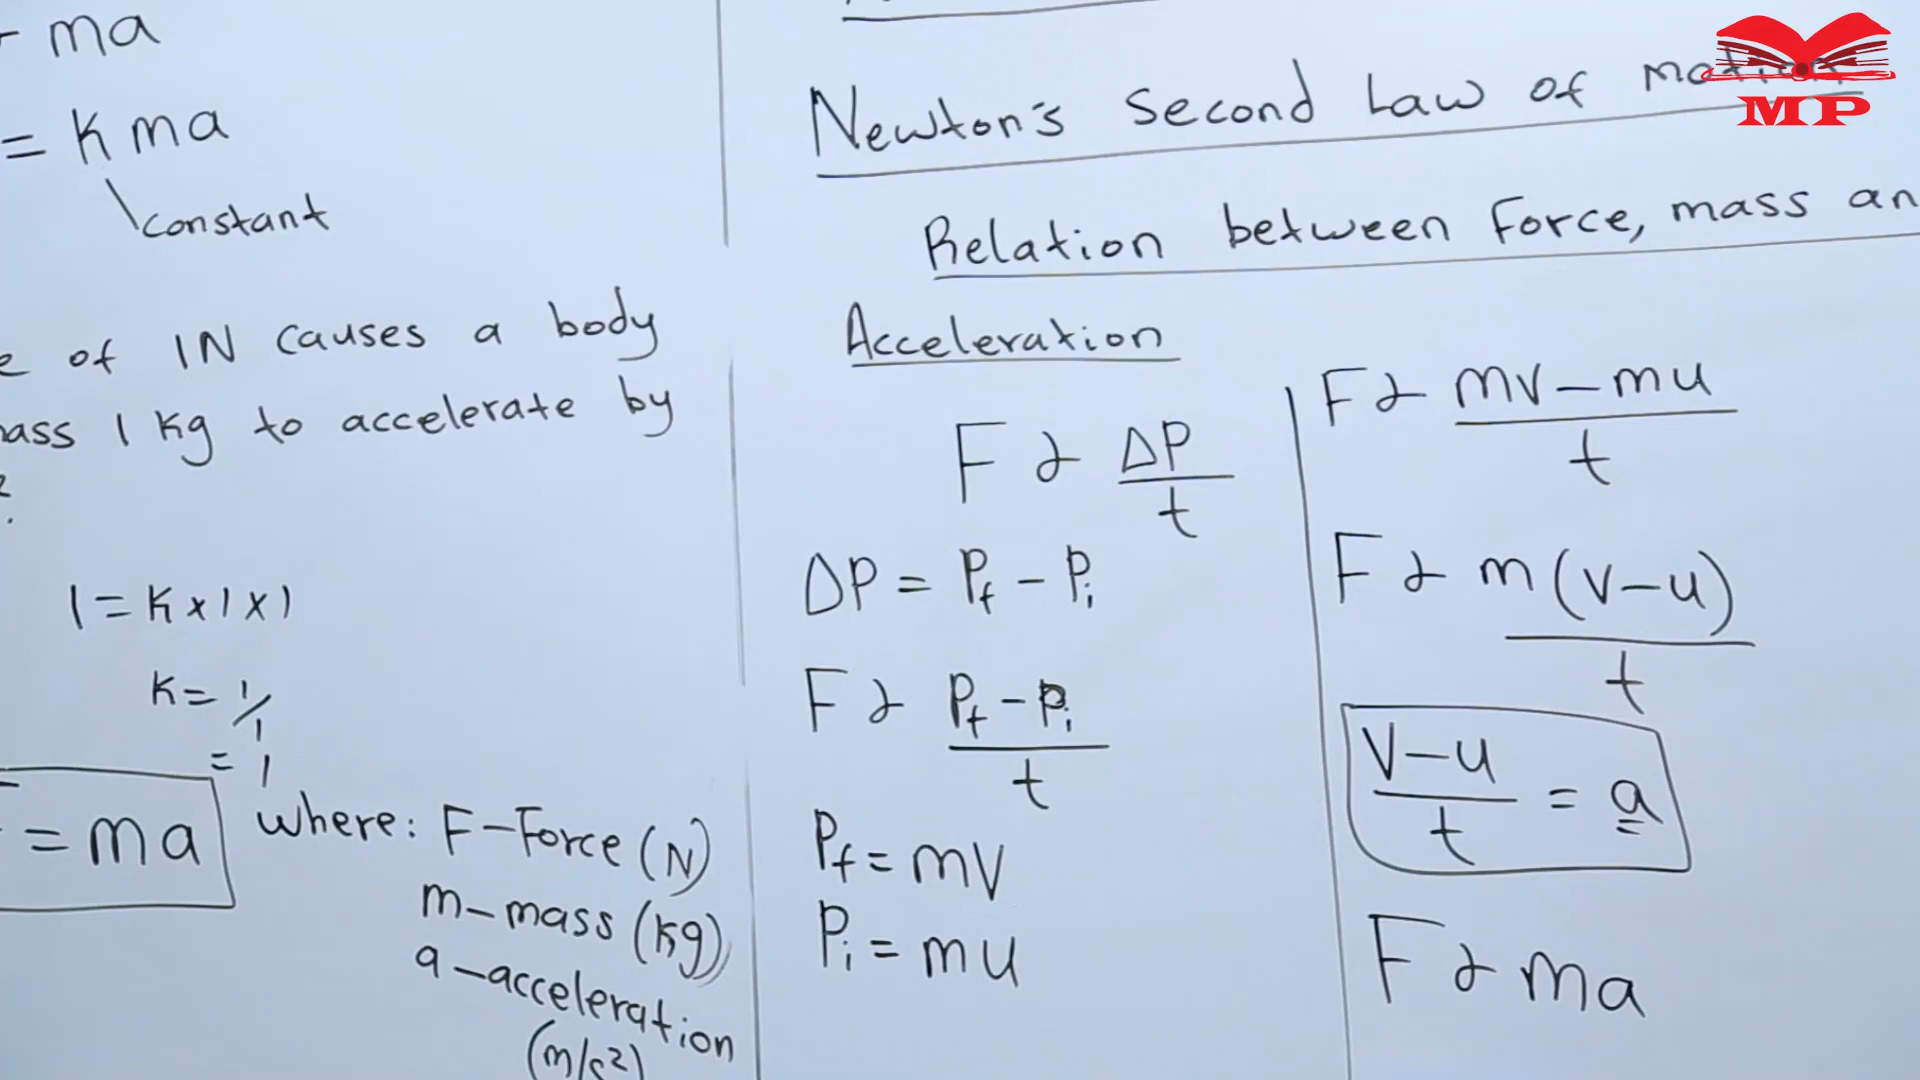 ma
= K ma
constant
of 1N causes a body
1 kg to accelerate by
1 = K x 1 x 1
K = 1/1
= 1
= ma
where: F - Force (N)
m - mass (kg)
a - acceleration
(m/s²)
MP
Newton's Second Law of motion
Relation between Force, mass an
Acceleration
F α ΔP/t
ΔP = Pf - Pi
F α Pf - Pi/t
Pf = mv
Pi = mu
F α mv - mu/t
F α m(v - u)/t
v - u/t = a
F α ma